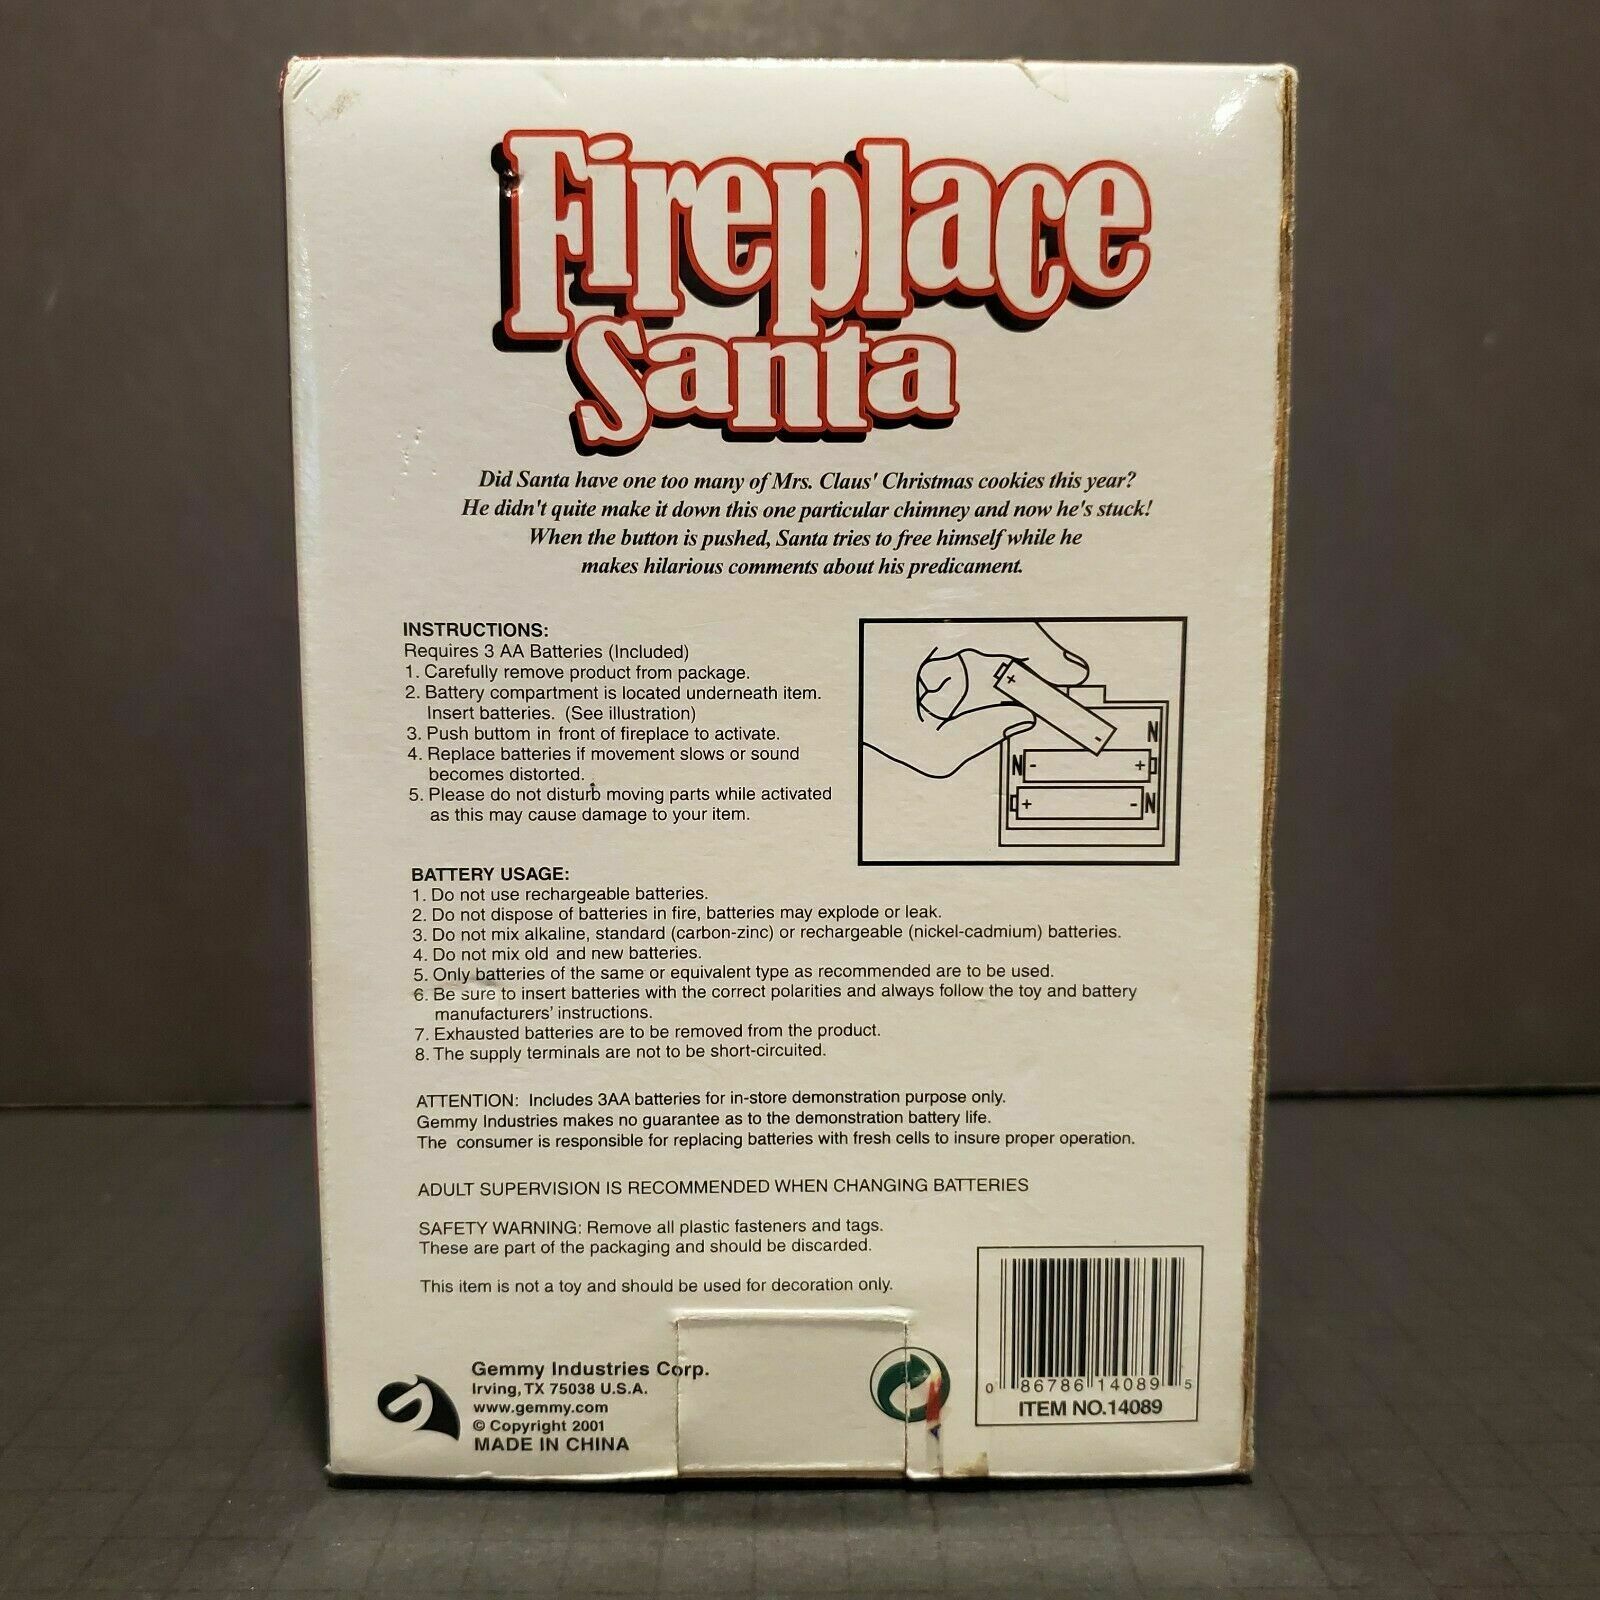 Fireplace
Santa
Did Santa have one too many of Mrs. Claus' Christmas cookies this year?
He didn't quite make it down this one particular chimney and now he's stuck!
When the button is pushed, Santa tries to free himself while he
makes hilarious comments about his predicament.
INSTRUCTIONS:
Requires 3 AA Batteries (Included)
1. Carefully remove product from package.
2. Battery compartment is located underneath item.
Insert batteries. (See illustration)
3. Push buttom in front of fireplace to activate.
4. Replace batteries if movement slows or sound
becomes distorted.
5. Please do not disturb moving parts while activated
as this may cause damage to your item.
+
-
N
N
-
+
+
-
N
BATTERY USAGE:
1. Do not use rechargeable batteries.
2. Do not dispose of batteries in fire, batteries may explode or leak.
3. Do not mix alkaline, standard (carbon-zinc) or rechargeable (nickel-cadmium) batteries.
4. Do not mix old and new batteries.
5. Only batteries of the same or equivalent type as recommended are to be used.
6. Be sure to insert batteries with the correct polarities and always follow the toy and battery
manufacturers' instructions.
7. Exhausted batteries are to be removed from the product.
8. The supply terminals are not to be short-circuited.
ATTENTION: Includes 3AA batteries for in-store demonstration purpose only.
Gemmy Industries makes no guarantee as to the demonstration battery life.
The consumer is responsible for replacing batteries with fresh cells to insure proper operation.
ADULT SUPERVISION IS RECOMMENDED WHEN CHANGING BATTERIES
SAFETY WARNING: Remove all plastic fasteners and tags.
These are part of the packaging and should be discarded.
This item is not a toy and should be used for decoration only.
Gemmy Industries Corp.
Irving, TX 75038 U.S.A.
www.gemmy.com
© Copyright 2001
MADE IN CHINA
0 86786 14089 5
ITEM NO.14089